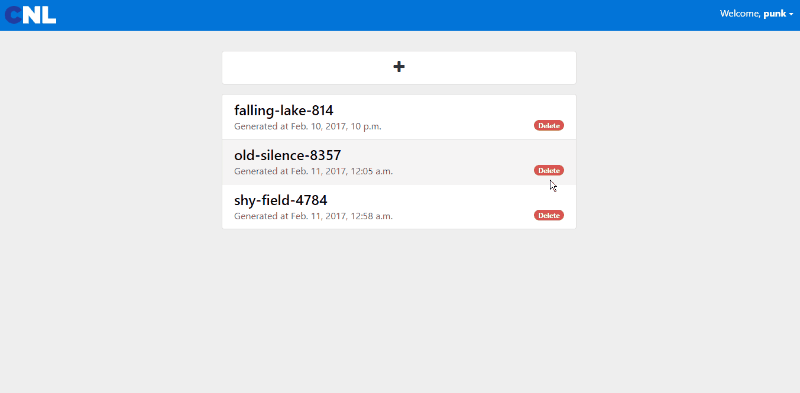 CNL
Welcome, punk
falling-lake-814
Generated at Feb. 10, 2017, 10 p.m.
Delete
old-silence-8357
Generated at Feb. 11, 2017, 12:05 a.m.
Delete
shy-field-4784
Generated at Feb. 11, 2017, 12:58 a.m.
Delete